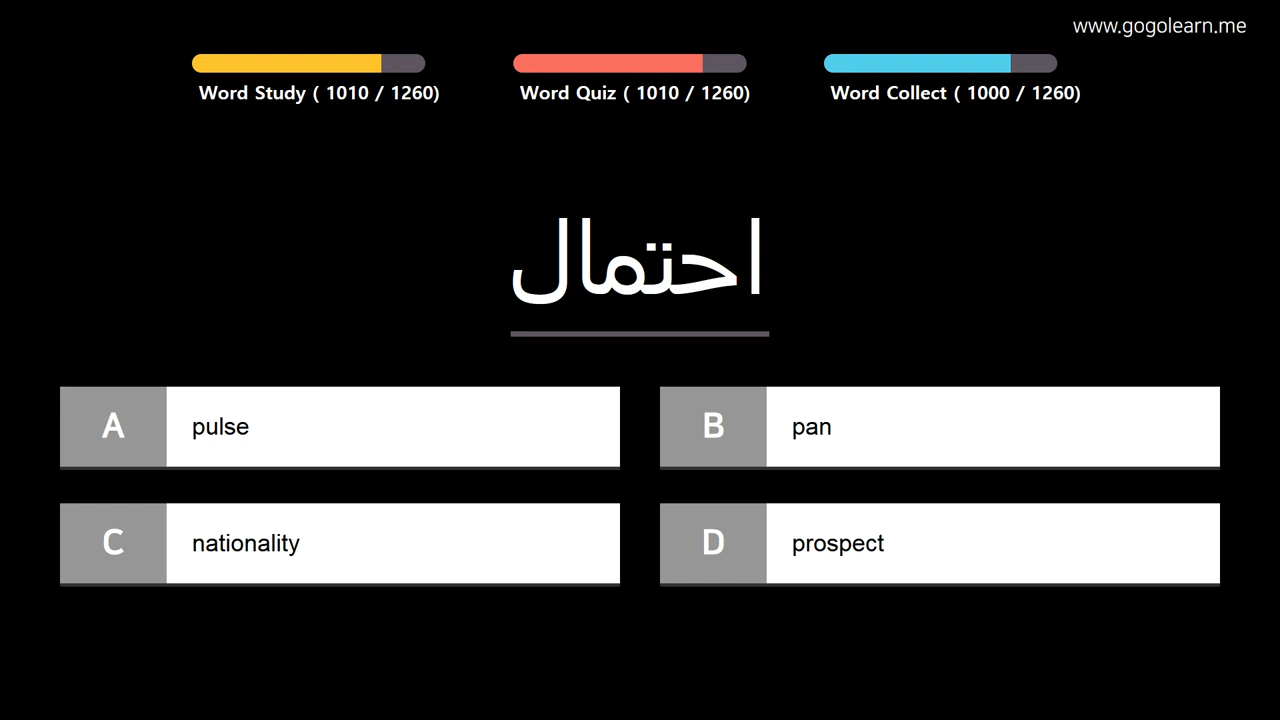 www.gogolearn.me
Word Study ( 1010 / 1260)
Word Quiz ( 1010 / 1260)
Word Collect ( 1000 / 1260)
احتمال
A pulse
B pan
C nationality
D prospect